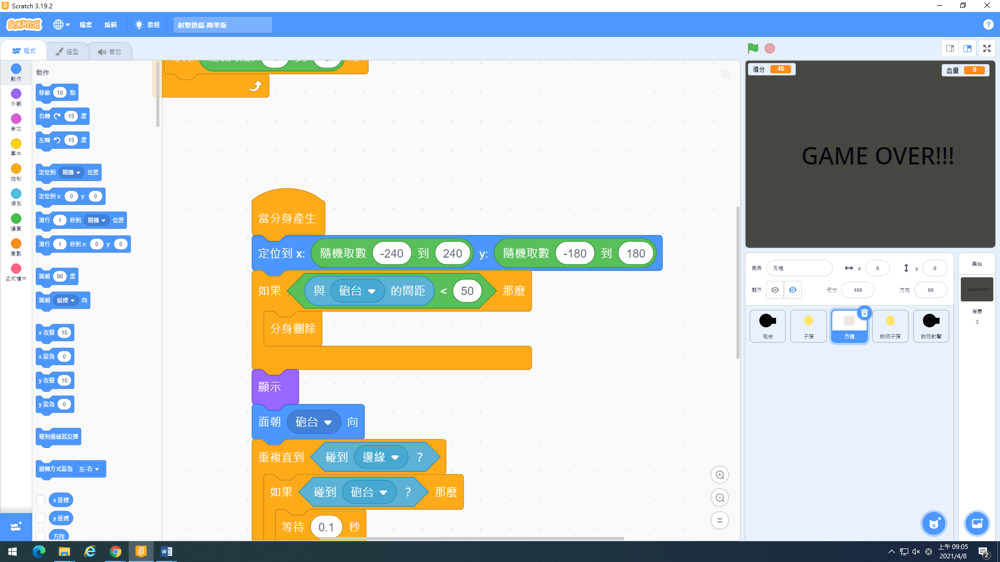 Scratch 3.19.2
SCRATCH 檔案 編輯 教程 射擊遊戲-簡單版
程式 造型 音效
動作
外觀
音效
事件
控制
偵測
運算
變數
函式積木
動作
移動 10 點
右轉 15 度
左轉 15 度
定位到 隨機 位置
定位到 x: 0 y: 0
滑行 1 秒到 隨機 位置
滑行 1 秒到 x: 0 y: 0
面朝 90 度
面朝 鼠標 向
x 改變 10
x 設為 0
y 改變 10
y 設為 0
碰到邊緣就反彈
迴轉方式設為 左-右
x 座標
y 座標
方向
當分身產生
定位到 x: 隨機取數 -240 到 240 y: 隨機取數 -180 到 180
如果 與 砲台 的間距 < 50 那麼
分身刪除
顯示
面朝 砲台 向
重複直到 碰到 邊緣 ?
如果 碰到 砲台 ? 那麼
等待 0.1 秒
得分 46
血量 0
GAME OVER!!!
角色 方塊 x 0 y 0
顯示 尺寸 100 方向 90
砲台 子彈 方塊 說明子彈 說明射擊
舞台
GAME OVER!!!
背景
3
上午 09:05
2021/4/8
2